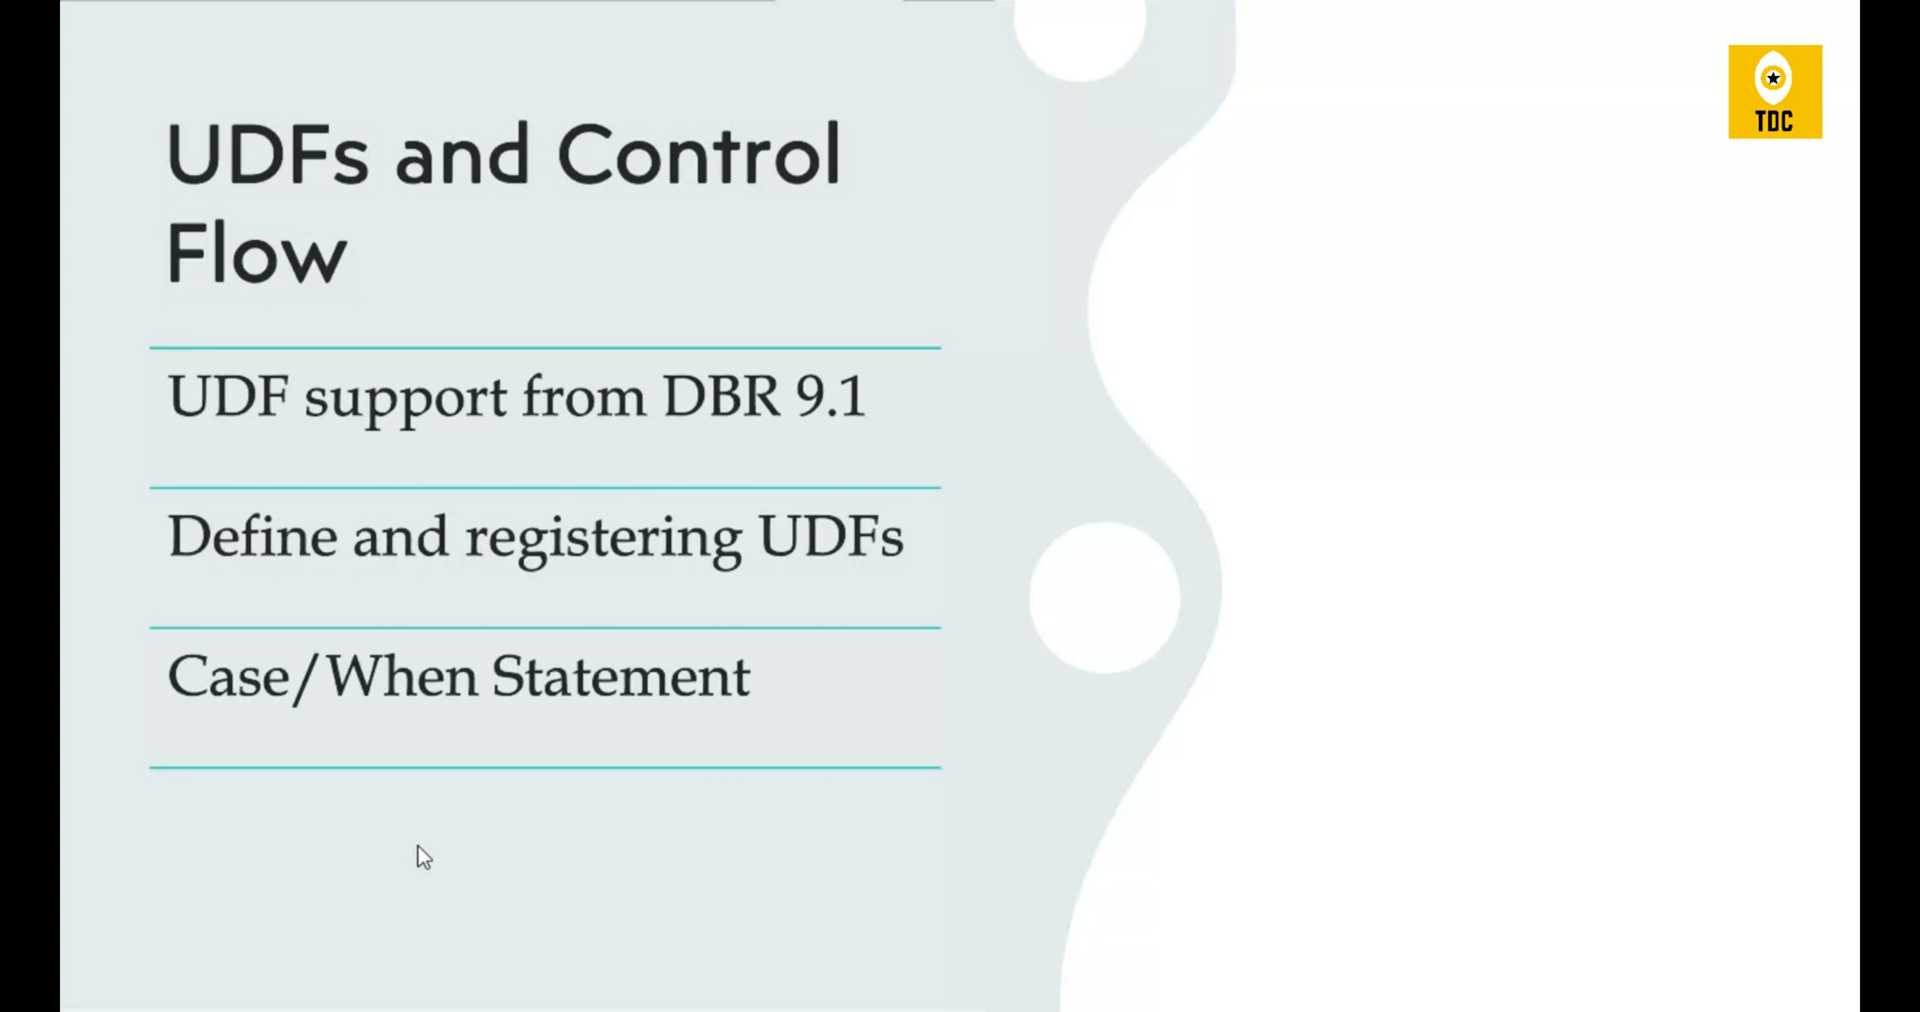 UDFs and Control
Flow
UDF support from DBR 9.1
Define and registering UDFs
Case/When Statement
TDC